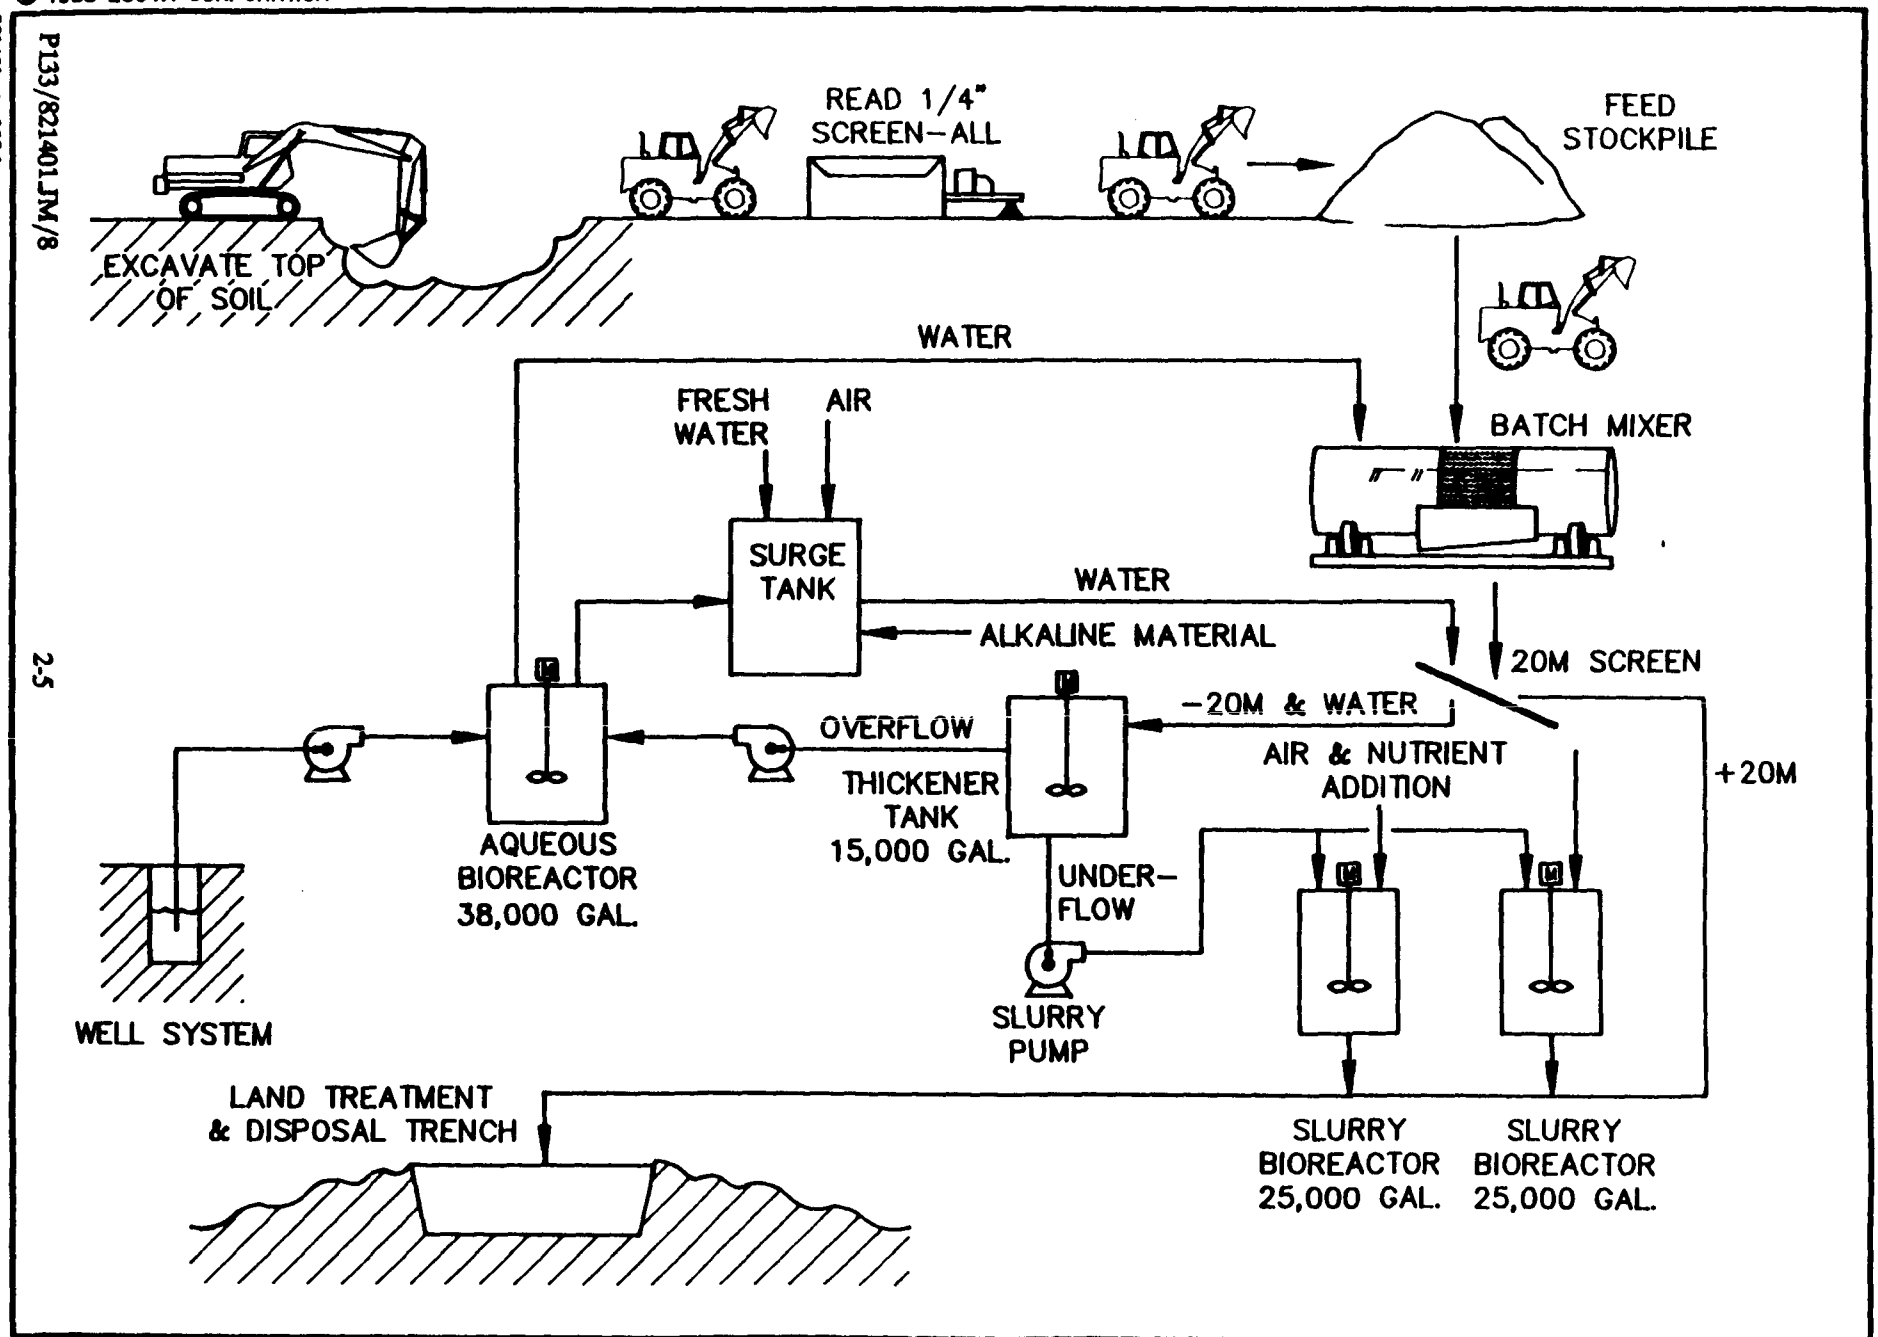 P133/821401.JM/8
2-5
READ 1/4"
SCREEN-ALL
FEED
STOCKPILE
EXCAVATE TOP
OF SOIL
WATER
FRESH
WATER
AIR
BATCH MIXER
SURGE
TANK
WATER
ALKALINE MATERIAL
20M SCREEN
M
M
-20M & WATER
OVERFLOW
AIR & NUTRIENT
ADDITION
+20M
THICKENER
TANK
15,000 GAL.
AQUEOUS
BIOREACTOR
38,000 GAL.
UNDER-
FLOW
M
M
WELL SYSTEM
SLURRY
PUMP
LAND TREATMENT
& DISPOSAL TRENCH
SLURRY
BIOREACTOR
25,000 GAL.
SLURRY
BIOREACTOR
25,000 GAL.